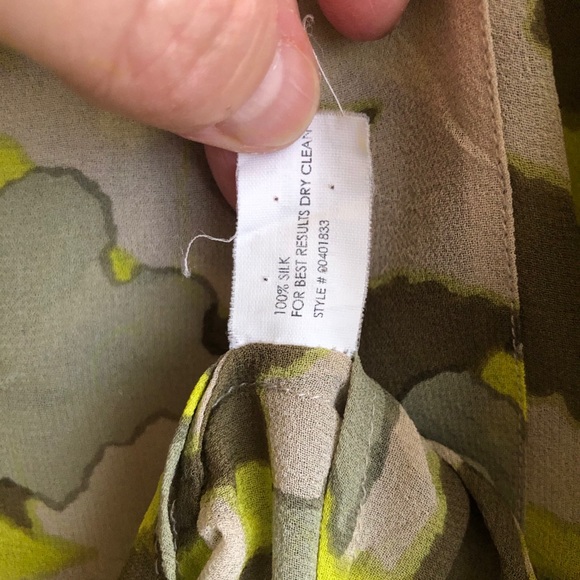 100% SILK
FOR BEST RESULTS DRY CLEAN
STYLE # 00401833